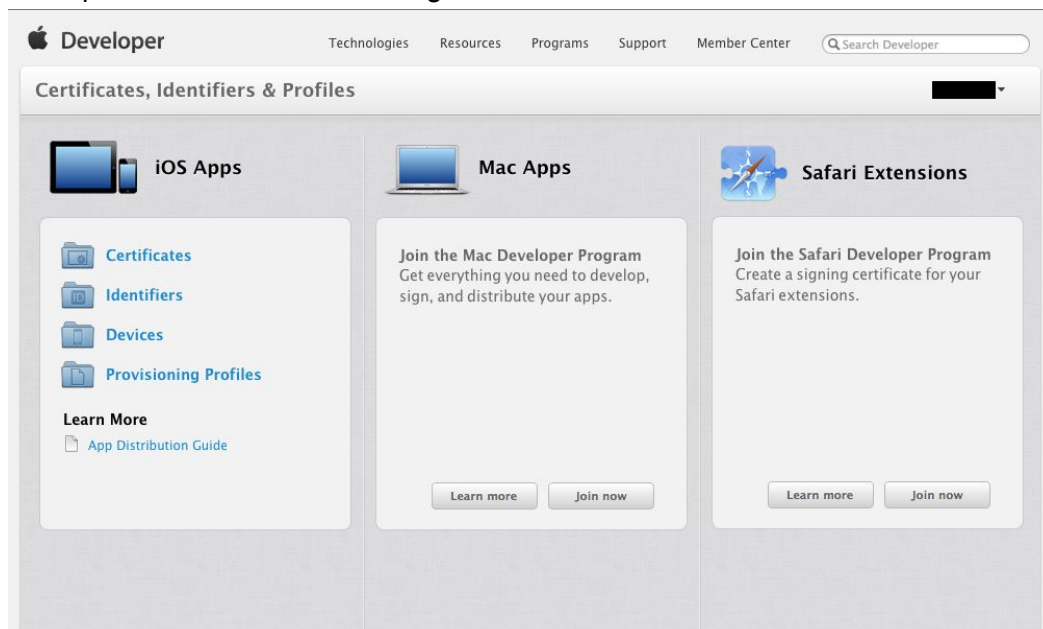 Developer
Technologies Resources Programs Support Member Center Search Developer
Certificates, Identifiers & Profiles
iOS Apps
Certificates
Identifiers
Devices
Provisioning Profiles
Learn More
App Distribution Guide
Mac Apps
Join the Mac Developer Program
Get everything you need to develop,
sign, and distribute your apps.
Learn more Join now
Safari Extensions
Join the Safari Developer Program
Create a signing certificate for your
Safari extensions.
Learn more Join now